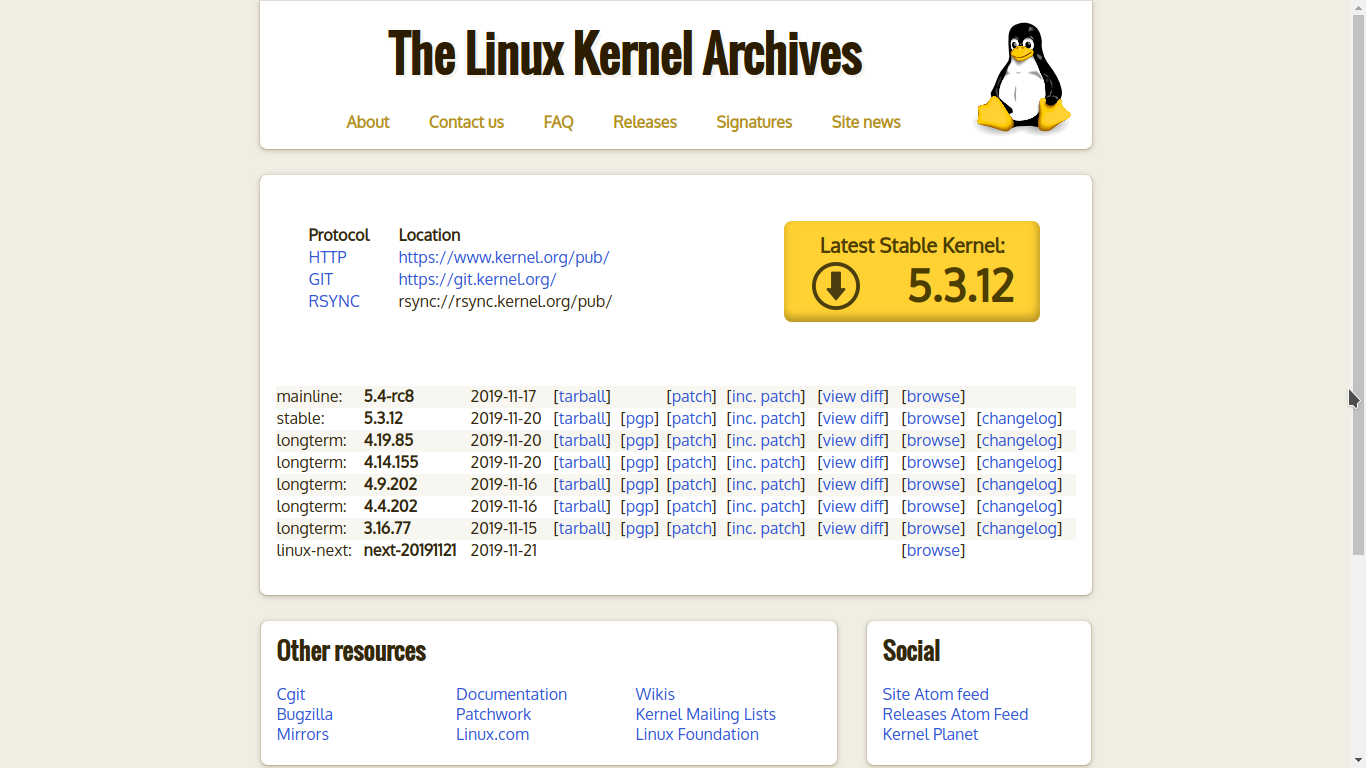 The Linux Kernel Archives
About Contact us FAQ Releases Signatures Site news
Protocol Location
HTTP https://www.kernel.org/pub/
GIT https://git.kernel.org/
RSYNC rsync://rsync.kernel.org/pub/
Latest Stable Kernel:
5.3.12
mainline: 5.4-rc8 2019-11-17 [tarball] [patch] [inc. patch] [view diff] [browse]
stable: 5.3.12 2019-11-20 [tarball] [pgp] [patch] [inc. patch] [view diff] [browse] [changelog]
longterm: 4.19.85 2019-11-20 [tarball] [pgp] [patch] [inc. patch] [view diff] [browse] [changelog]
longterm: 4.14.155 2019-11-20 [tarball] [pgp] [patch] [inc. patch] [view diff] [browse] [changelog]
longterm: 4.9.202 2019-11-16 [tarball] [pgp] [patch] [inc. patch] [view diff] [browse] [changelog]
longterm: 4.4.202 2019-11-16 [tarball] [pgp] [patch] [inc. patch] [view diff] [browse] [changelog]
longterm: 3.16.77 2019-11-15 [tarball] [pgp] [patch] [inc. patch] [view diff] [browse] [changelog]
linux-next: next-20191121 2019-11-21 [browse]
Other resources
Cgit Documentation Wikis
Bugzilla Patchwork Kernel Mailing Lists
Mirrors Linux.com Linux Foundation
Social
Site Atom feed
Releases Atom Feed
Kernel Planet